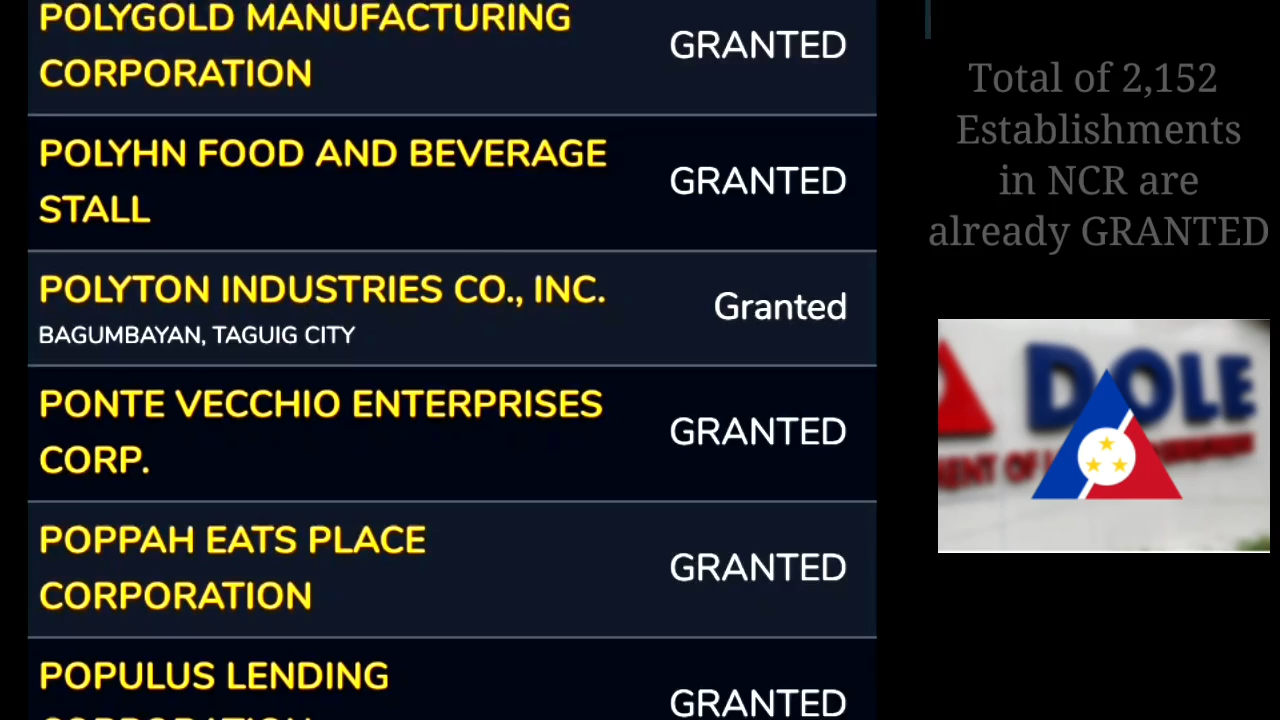 POLYGOLD MANUFACTURING
CORPORATION
GRANTED
POLYHN FOOD AND BEVERAGE
STALL
GRANTED
POLYTON INDUSTRIES CO., INC.
BAGUMBAYAN, TAGUIG CITY
Granted
PONTE VECCHIO ENTERPRISES
CORP.
GRANTED
POPPAH EATS PLACE
CORPORATION
GRANTED
POPULUS LENDING
GRANTED
Total of 2,152
Establishments
in NCR are
already GRANTED
DOLE